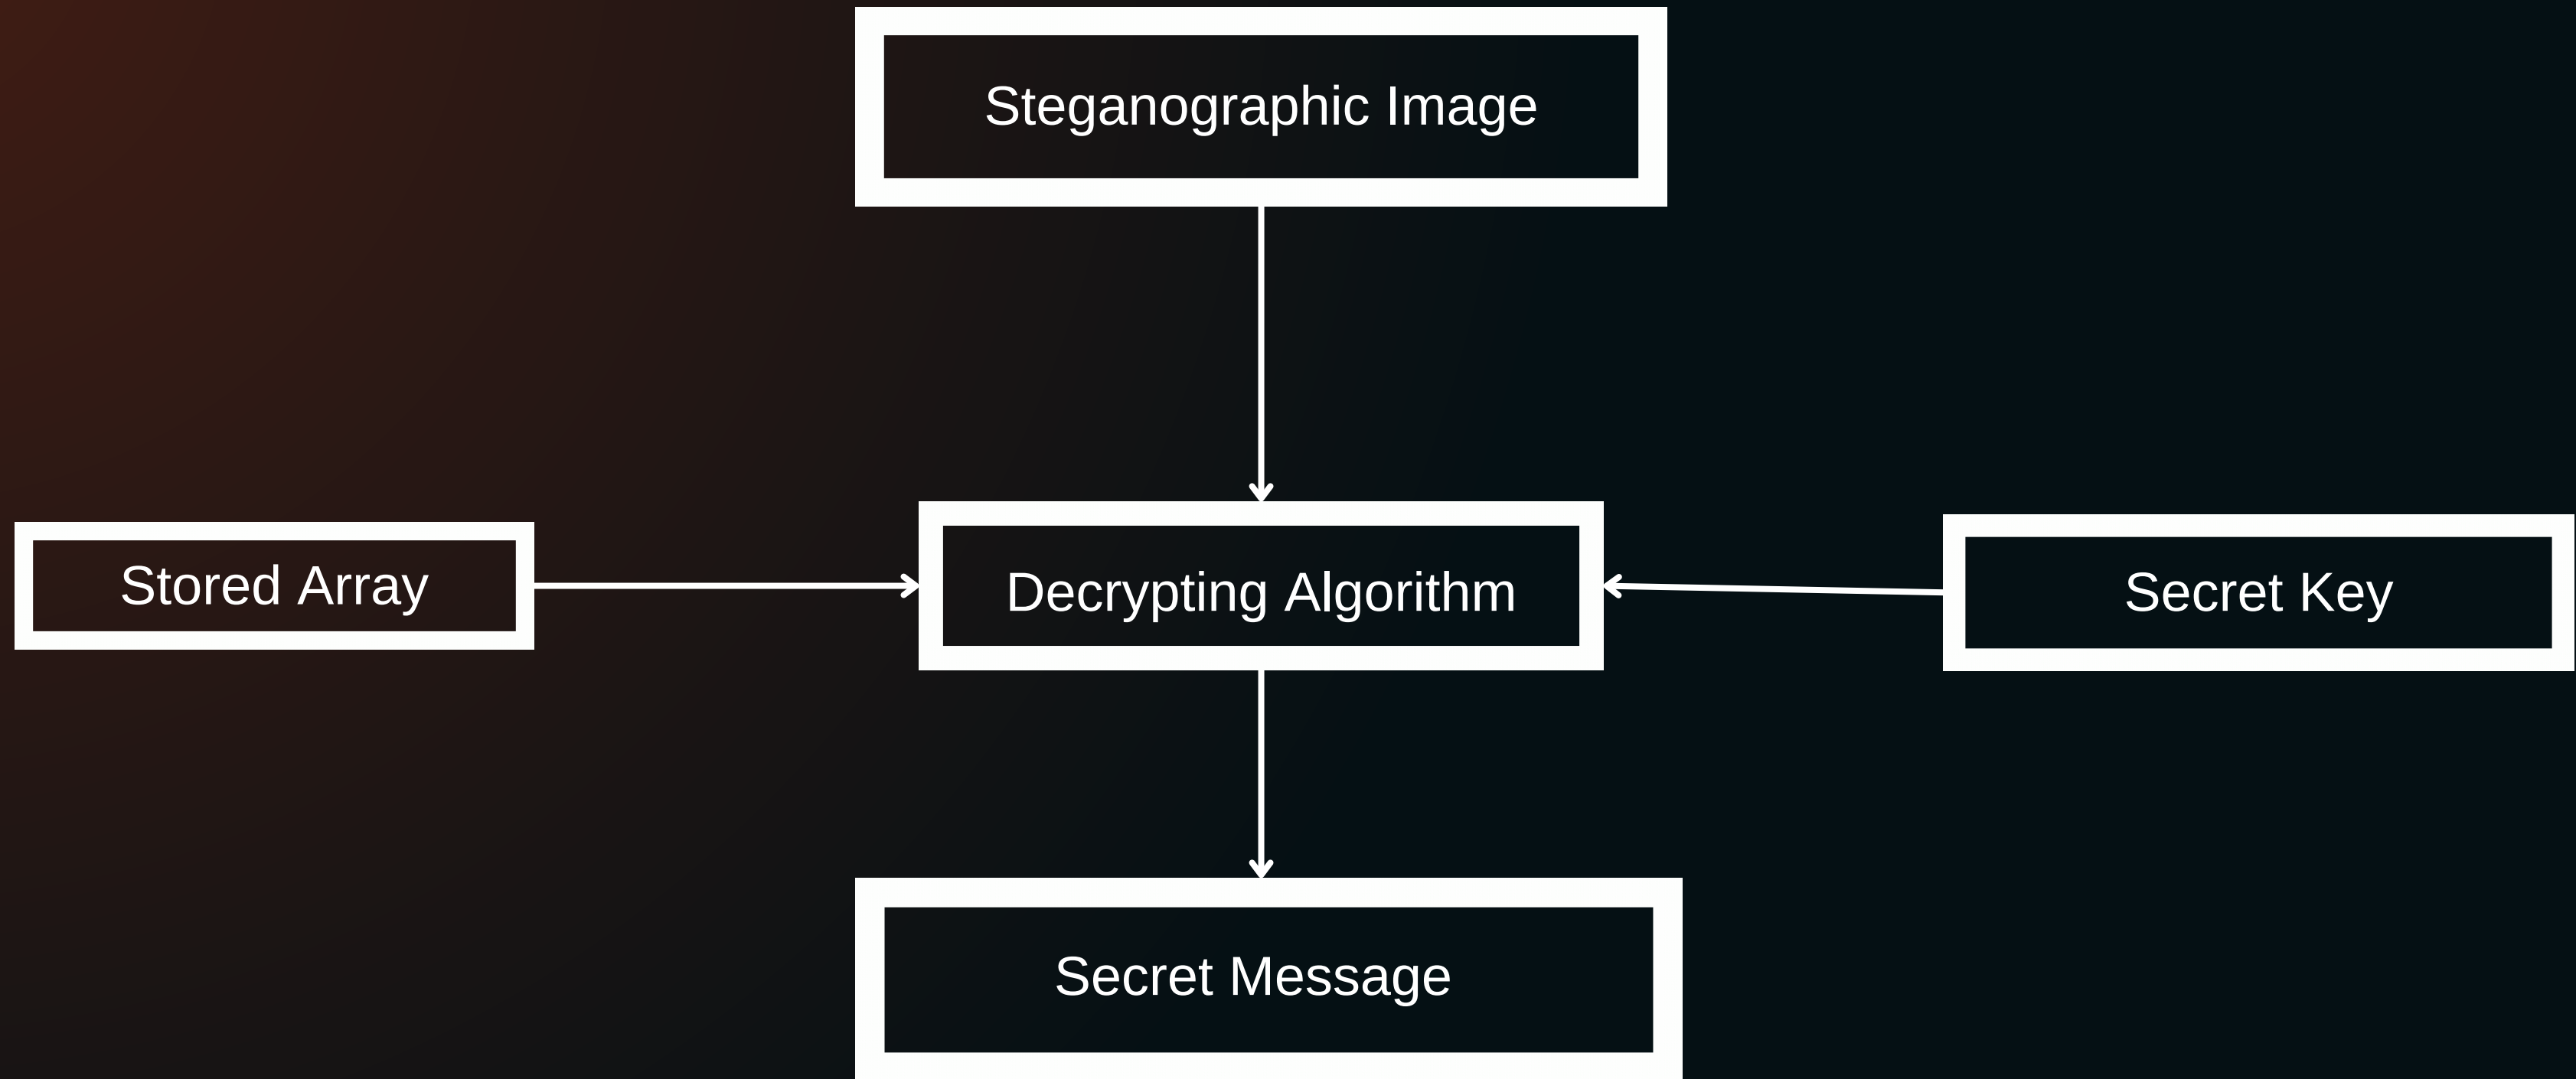 Steganographic Image
Stored Array
Decrypting Algorithm
Secret Key
Secret Message